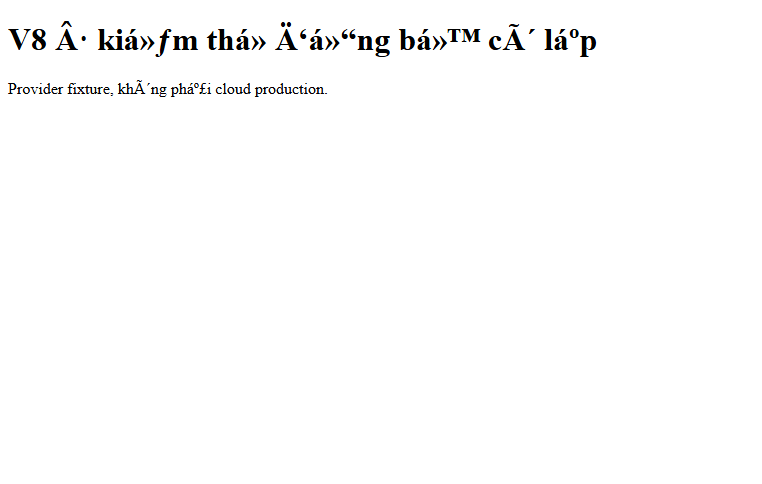 V8 Â· kiá»ƒm thá»­ Ä‘á»“ng bá»™ cÃ´ láº­p
Provider fixture, khÃ´ng pháº£i cloud production.